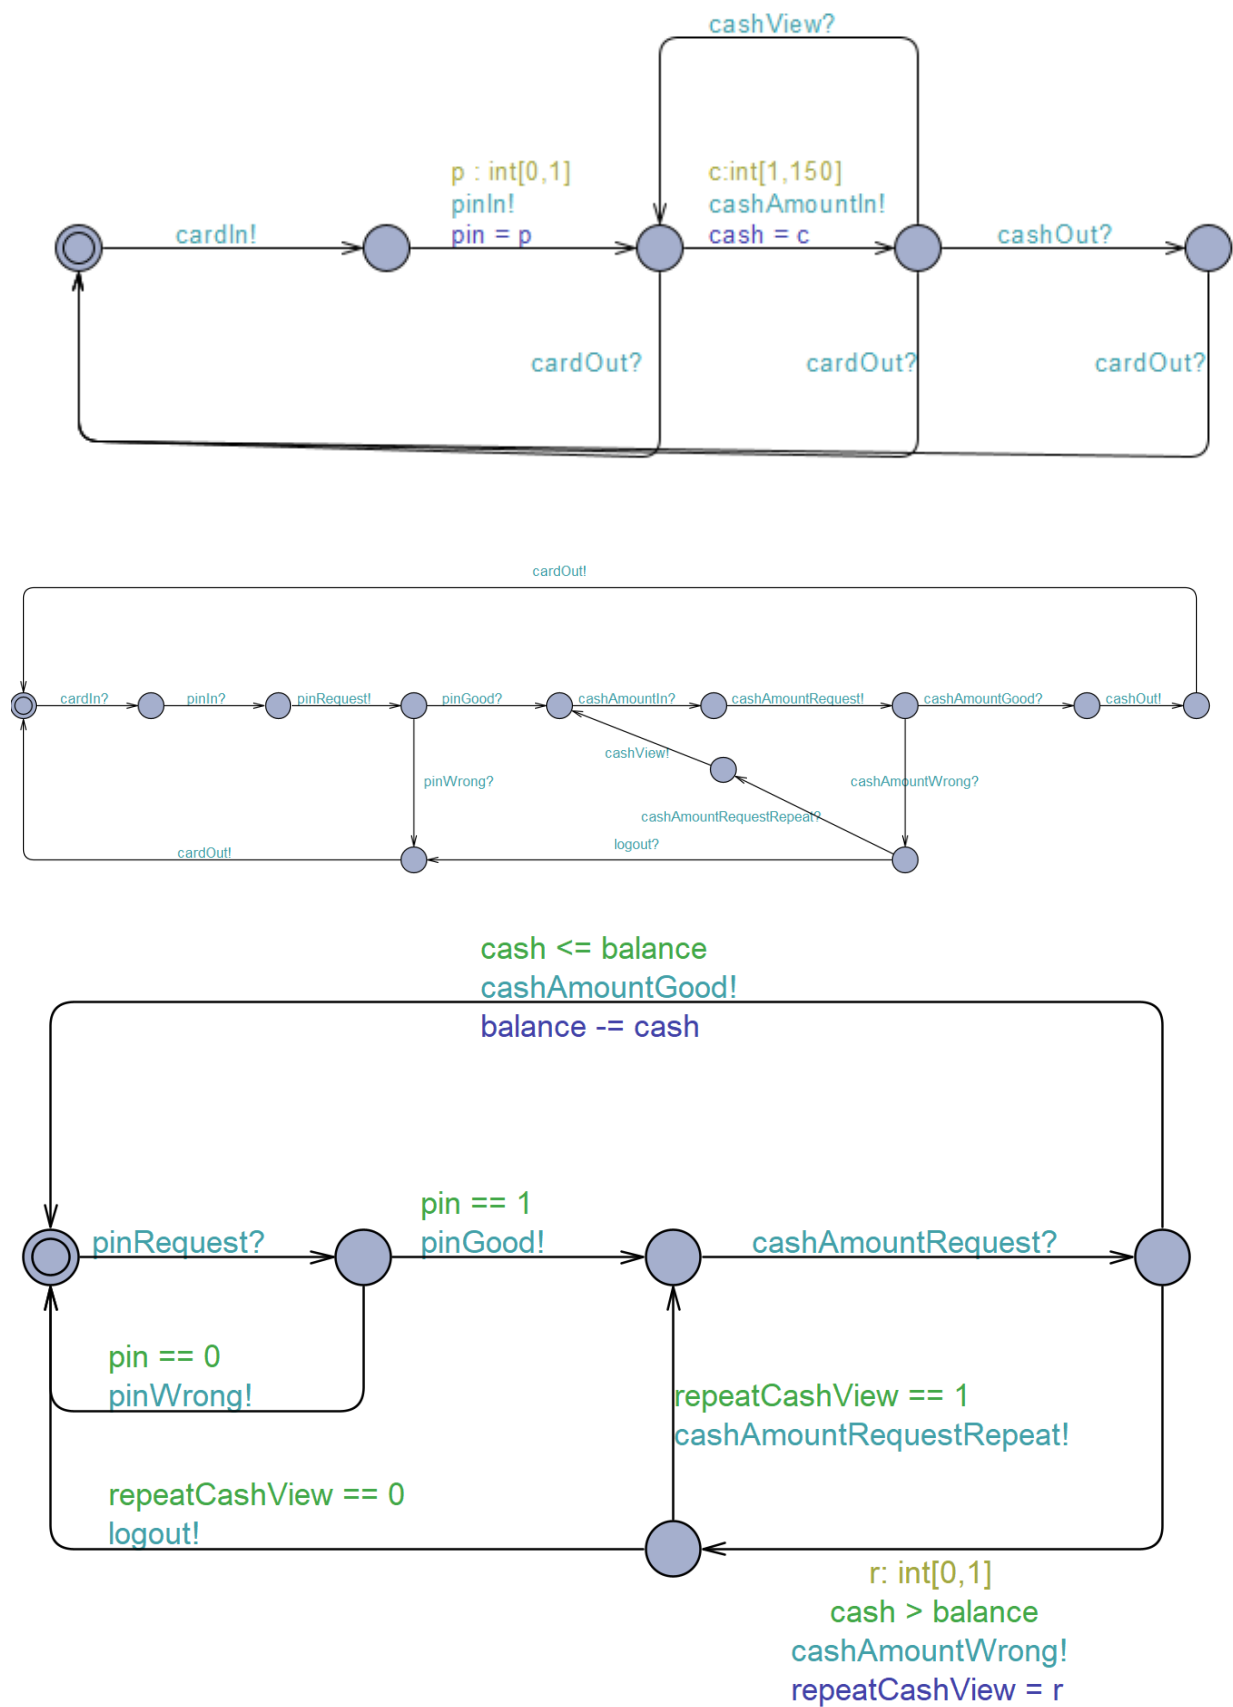 cashView?
p : int[0,1]
pinIn!
pin = p
c:int[1,150]
cashAmountIn!
cash = c
cardIn!
cashOut?
cardOut?
cardOut?
cardOut?
cardOut!
cardIn?
pinIn?
pinRequest!
pinGood?
cashAmountIn?
cashAmountRequest!
cashAmountGood?
cashOut!
cashView!
pinWrong?
cashAmountWrong?
cashAmountRequestRepeat?
logout?
cardOut!
cash <= balance
cashAmountGood!
balance -= cash
pin == 1
pinRequest?
pinGood!
cashAmountRequest?
pin == 0
pinWrong!
repeatCashView == 1
cashAmountRequestRepeat!
repeatCashView == 0
logout!
r: int[0,1]
cash > balance
cashAmountWrong!
repeatCashView = r